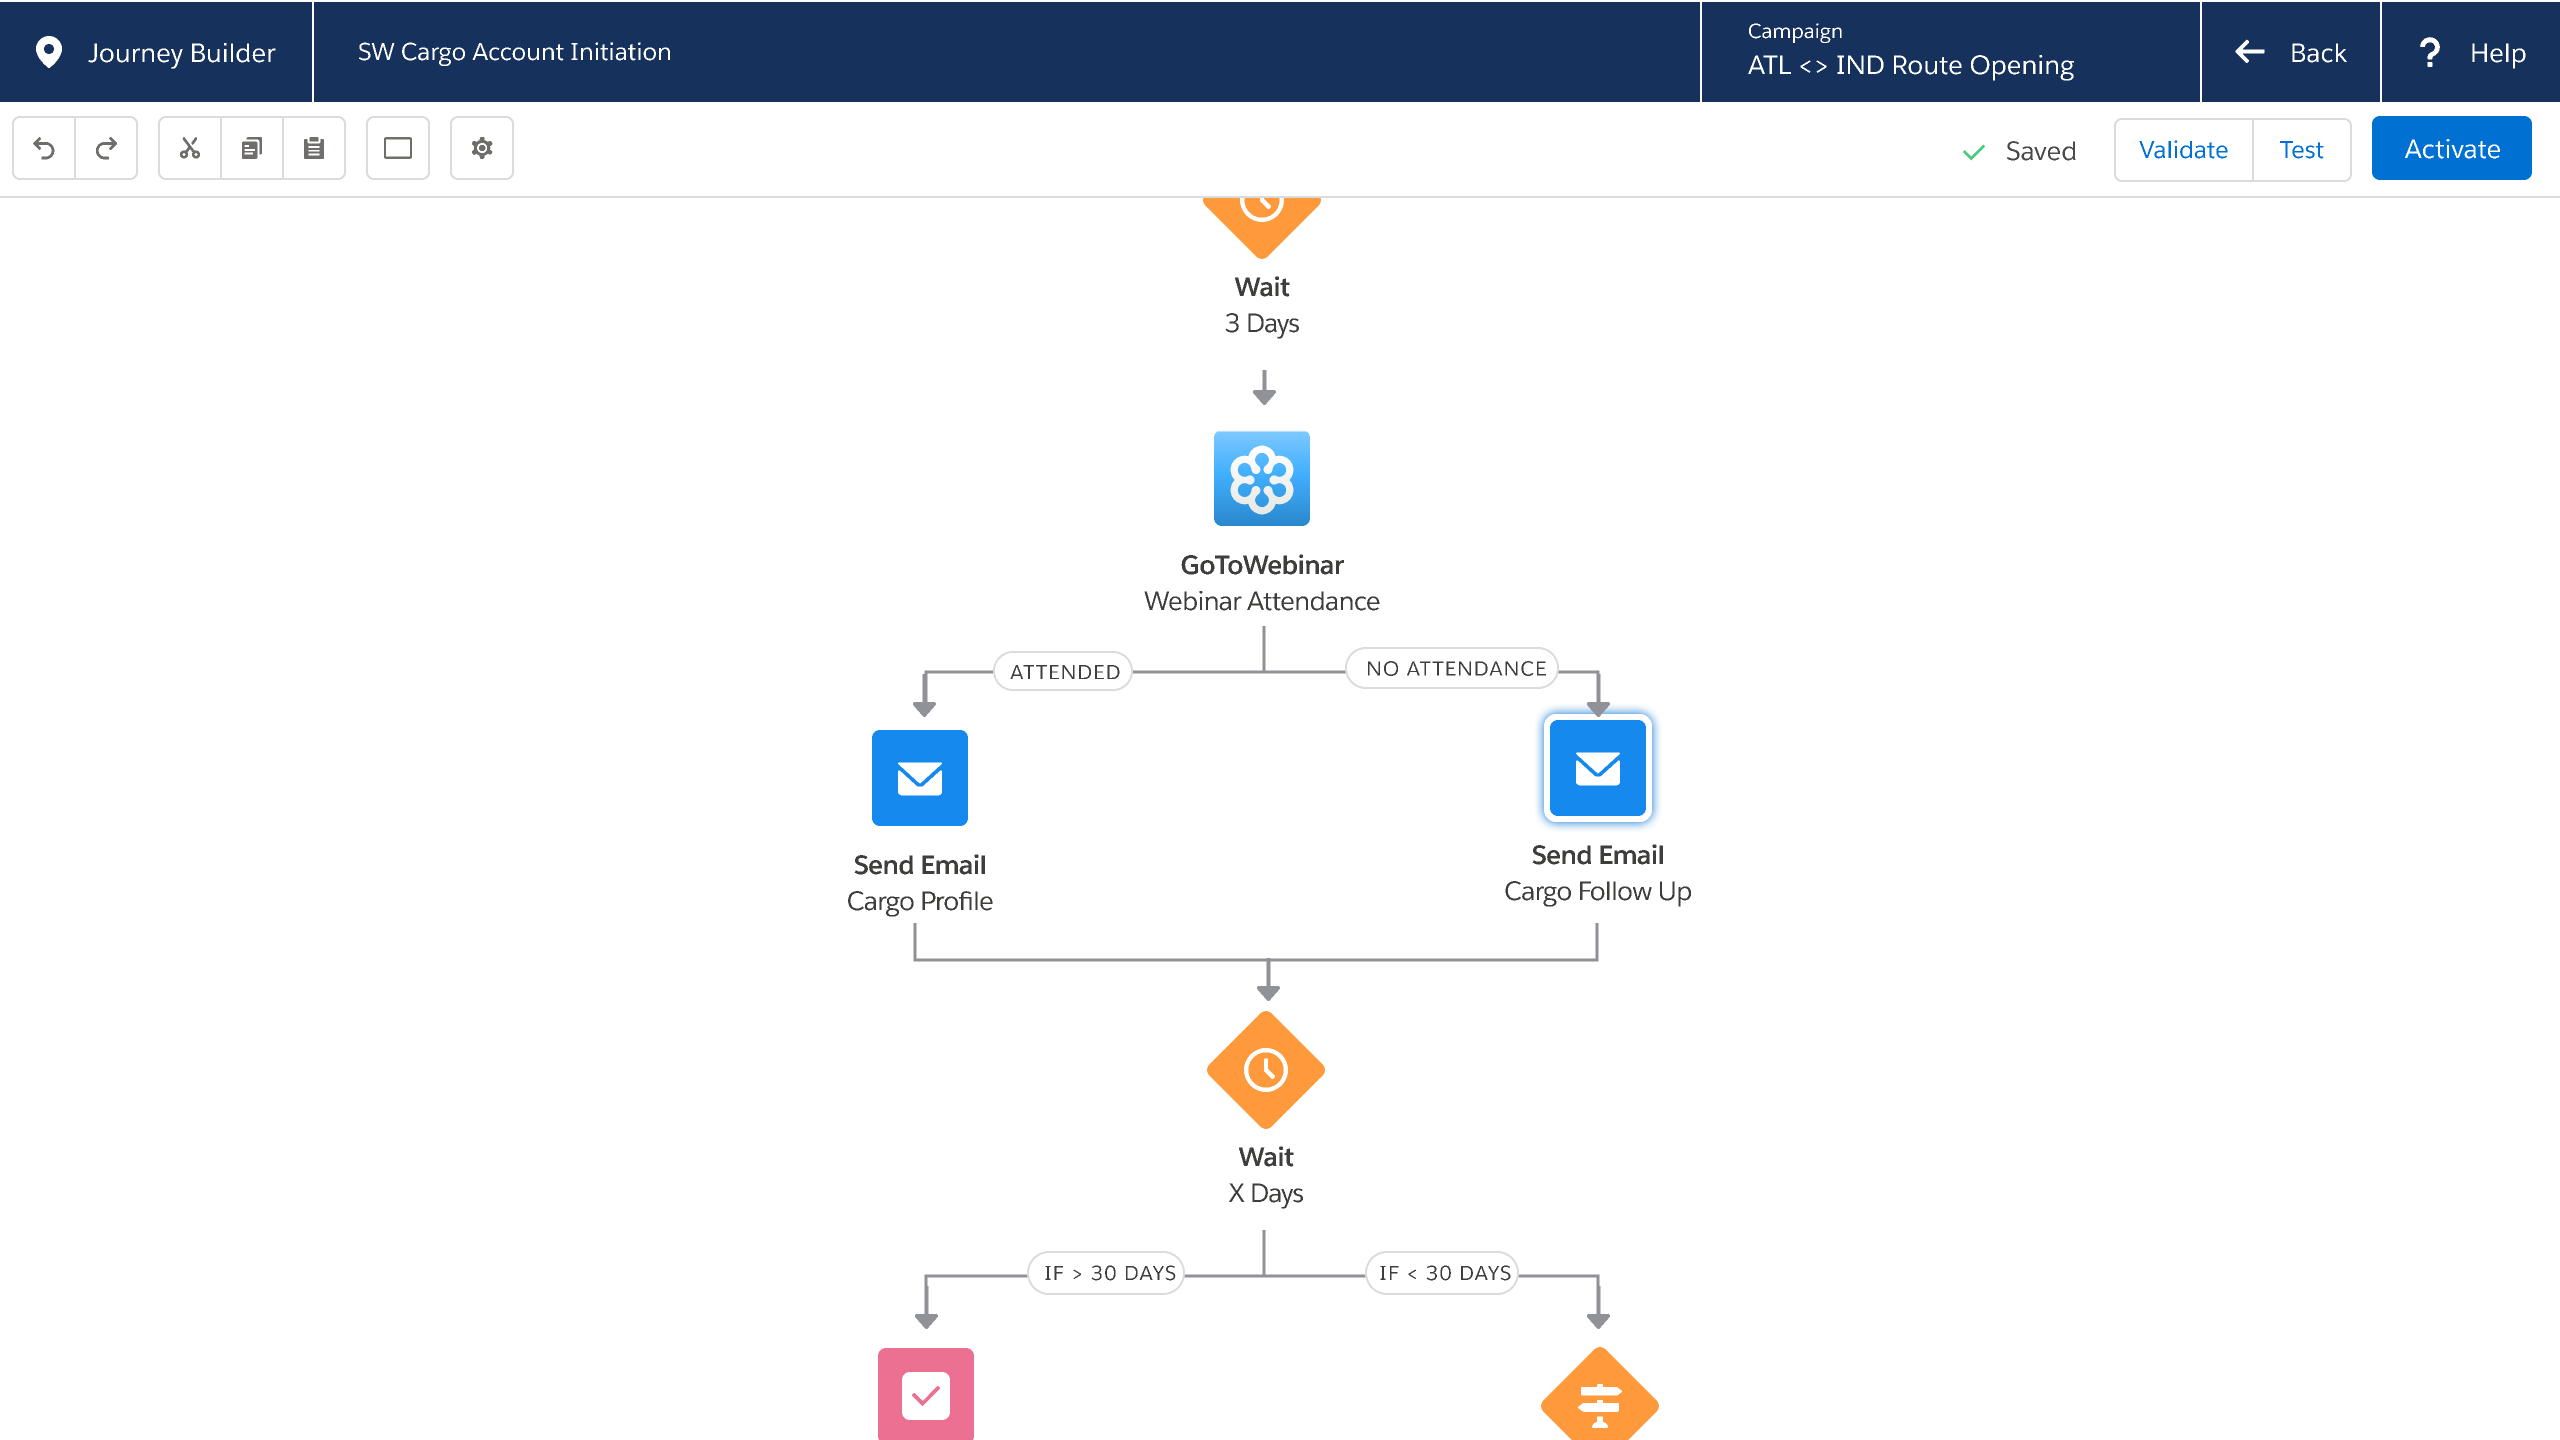 Journey Builder
SW Cargo Account Initiation
Campaign
ATL <> IND Route Opening
Back
? Help
Saved
Validate
Test
Activate
Wait
3 Days
GoToWebinar
Webinar Attendance
ATTENDED
NO ATTENDANCE
Send Email
Cargo Profile
Send Email
Cargo Follow Up
Wait
X Days
IF > 30 DAYS
IF < 30 DAYS